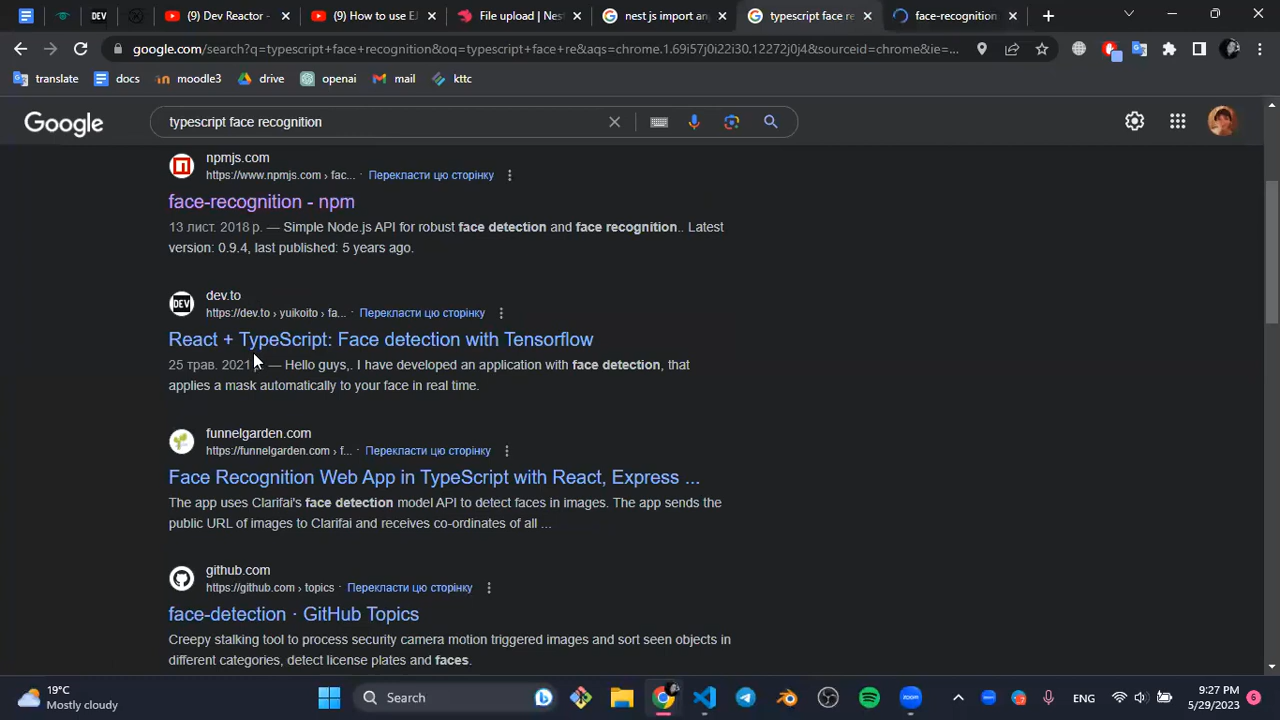 (9) Dev Reactor -
(9) How to use E
File upload | Nest
nest js import an
typescript face re
face-recognition
google.com/search?q=typescript+face+recognition&oq=typescript+face+re&aqs=chrome.1.69i57j0i22i30.12272j0j4&sourceid=chrome&ie=...
translate
docs
moodle3
drive
openai
mail
kttc
Google
typescript face recognition
npmjs.com
https://www.npmjs.com › fac... · Перекласти цю сторінку
face-recognition - npm
13 лист. 2018 р. — Simple Node.js API for robust face detection and face recognition.. Latest
version: 0.9.4, last published: 5 years ago.
DEV
dev.to
https://dev.to › yuikoito › fa... · Перекласти цю сторінку
React + TypeScript: Face detection with Tensorflow
25 трав. 2021 — Hello guys,. I have developed an application with face detection, that
applies a mask automatically to your face in real time.
funnelgarden.com
https://funnelgarden.com › f... · Перекласти цю сторінку
Face Recognition Web App in TypeScript with React, Express ...
The app uses Clarifai's face detection model API to detect faces in images. The app sends the
public URL of images to Clarifai and receives co-ordinates of all ...
github.com
https://github.com › topics · Перекласти цю сторінку
face-detection · GitHub Topics
Creepy stalking tool to process security camera motion triggered images and sort seen objects in
different categories, detect license plates and faces.
19°C
Mostly cloudy
Search
ENG
9:27 PM
5/29/2023
6